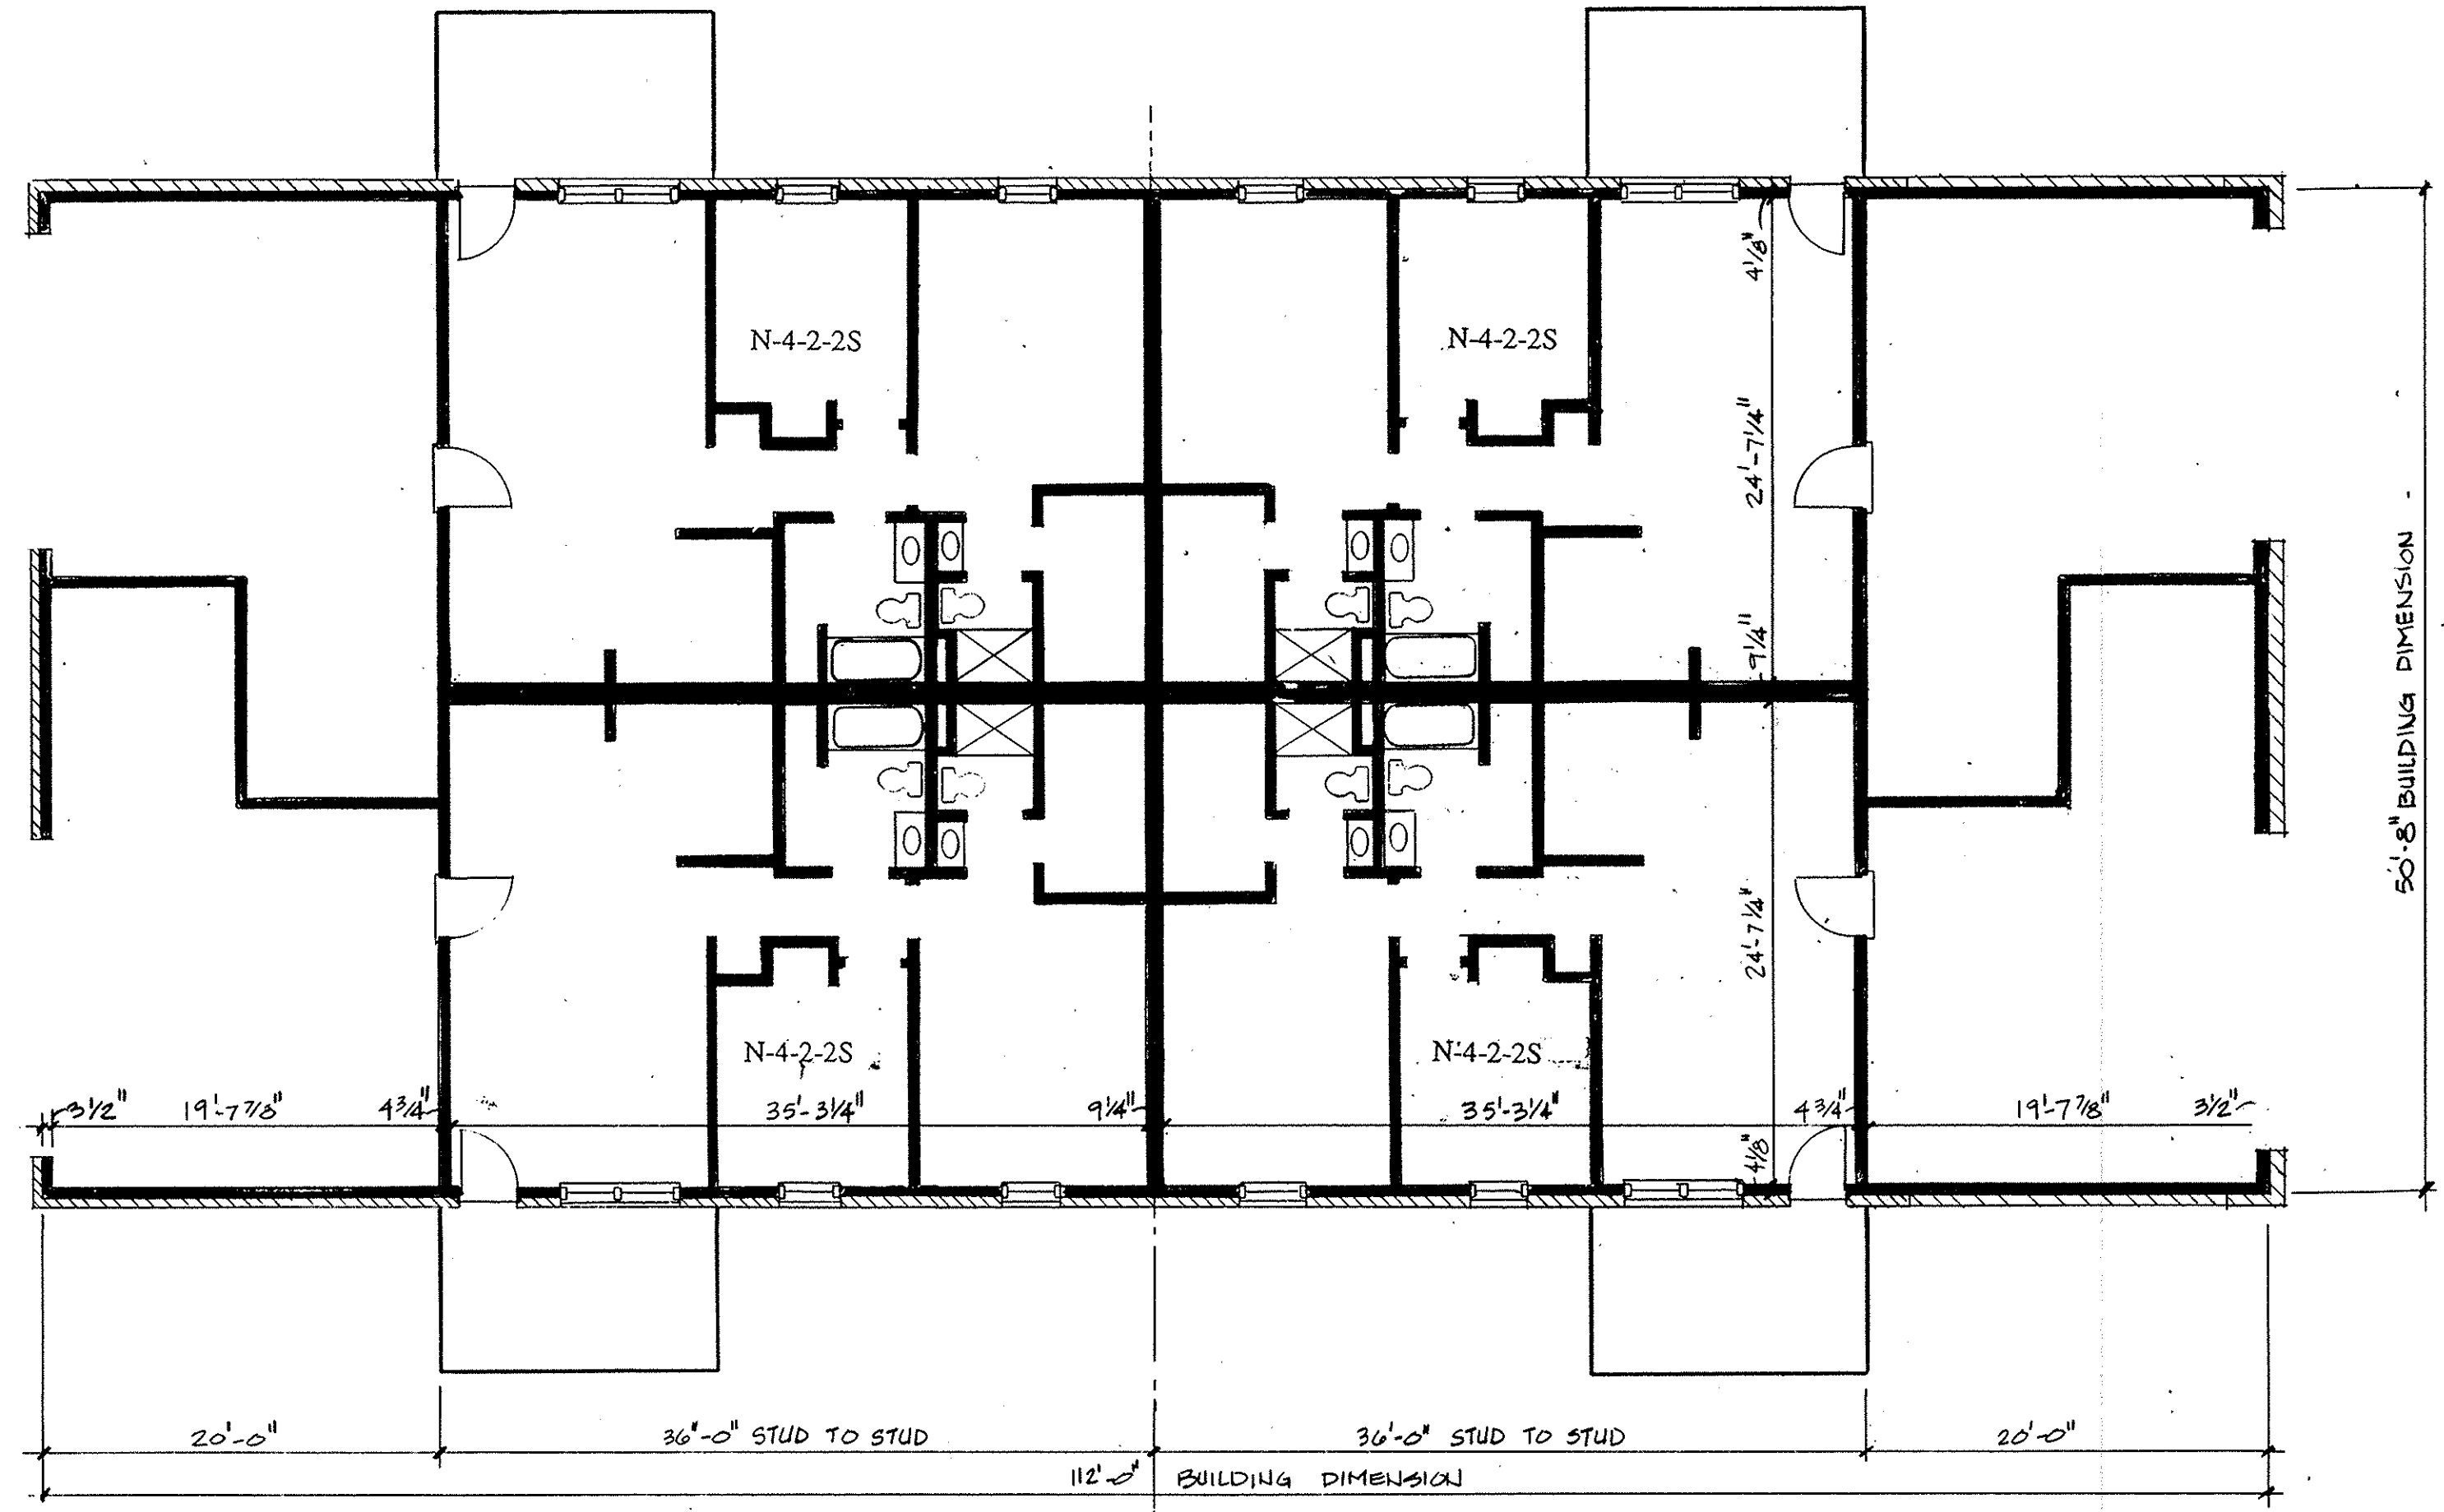 N-4-2-2S
N-4-2-2S
4 1/8"
24'-7 1/4"
9 1/4"
50'-8" BUILDING DIMENSION
24'-7 1/4"
N-4-2-2S
N-4-2-2S
3 1/2"
19'-7 7/8"
4 3/4"
35'-3 1/4"
9 1/4"
35'-3 1/4"
4 3/4"
19'-7 7/8"
3 1/2"
4 1/8"
20'-0"
36"-0" STUD TO STUD
36'-0" STUD TO STUD
20'-0"
112'-0" BUILDING DIMENSION